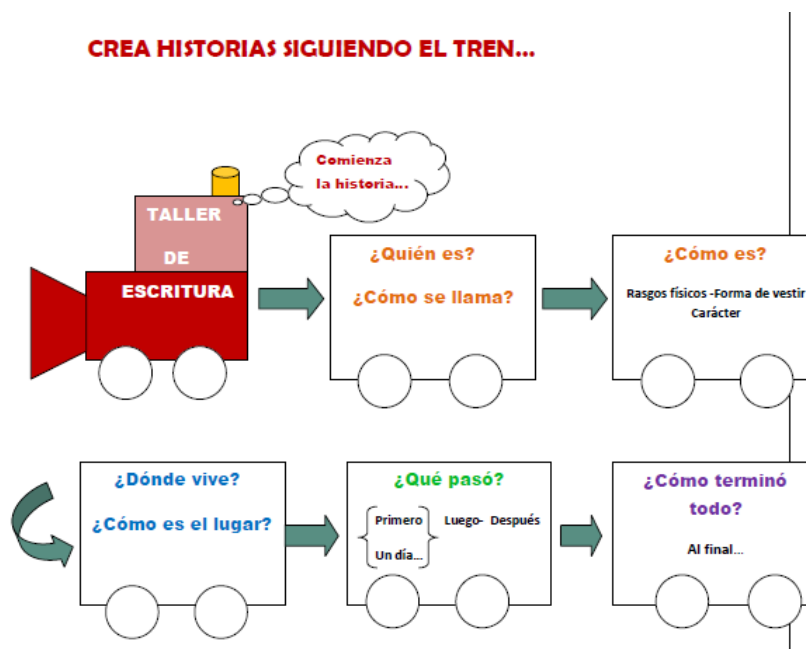 CREA HISTORIAS SIGUIENDO EL TREN...
Comienza
la historia...
TALLER
DE
ESCRITURA
¿Quién es?
¿Cómo se llama?
¿Cómo es?
Rasgos físicos -Forma de vestir
Carácter
¿Dónde vive?
¿Cómo es el lugar?
¿Qué pasó?
Primero Luego- Después
Un día...
¿Cómo terminó
todo?
Al final...